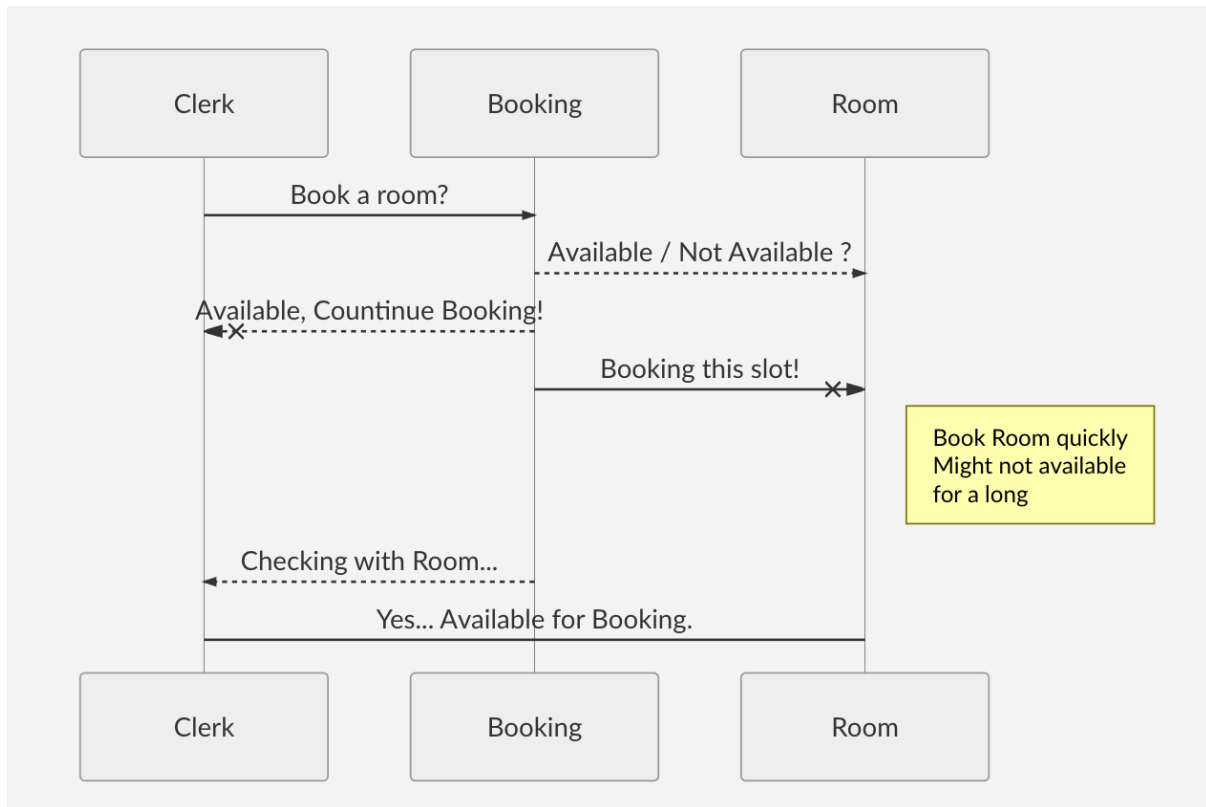 Clerk
Booking
Room
Book a room?
Available / Not Available ?
Available, Countinue Booking!
Booking this slot!
Book Room quickly
Might not available
for a long
Checking with Room...
Yes... Available for Booking.
Clerk
Booking
Room